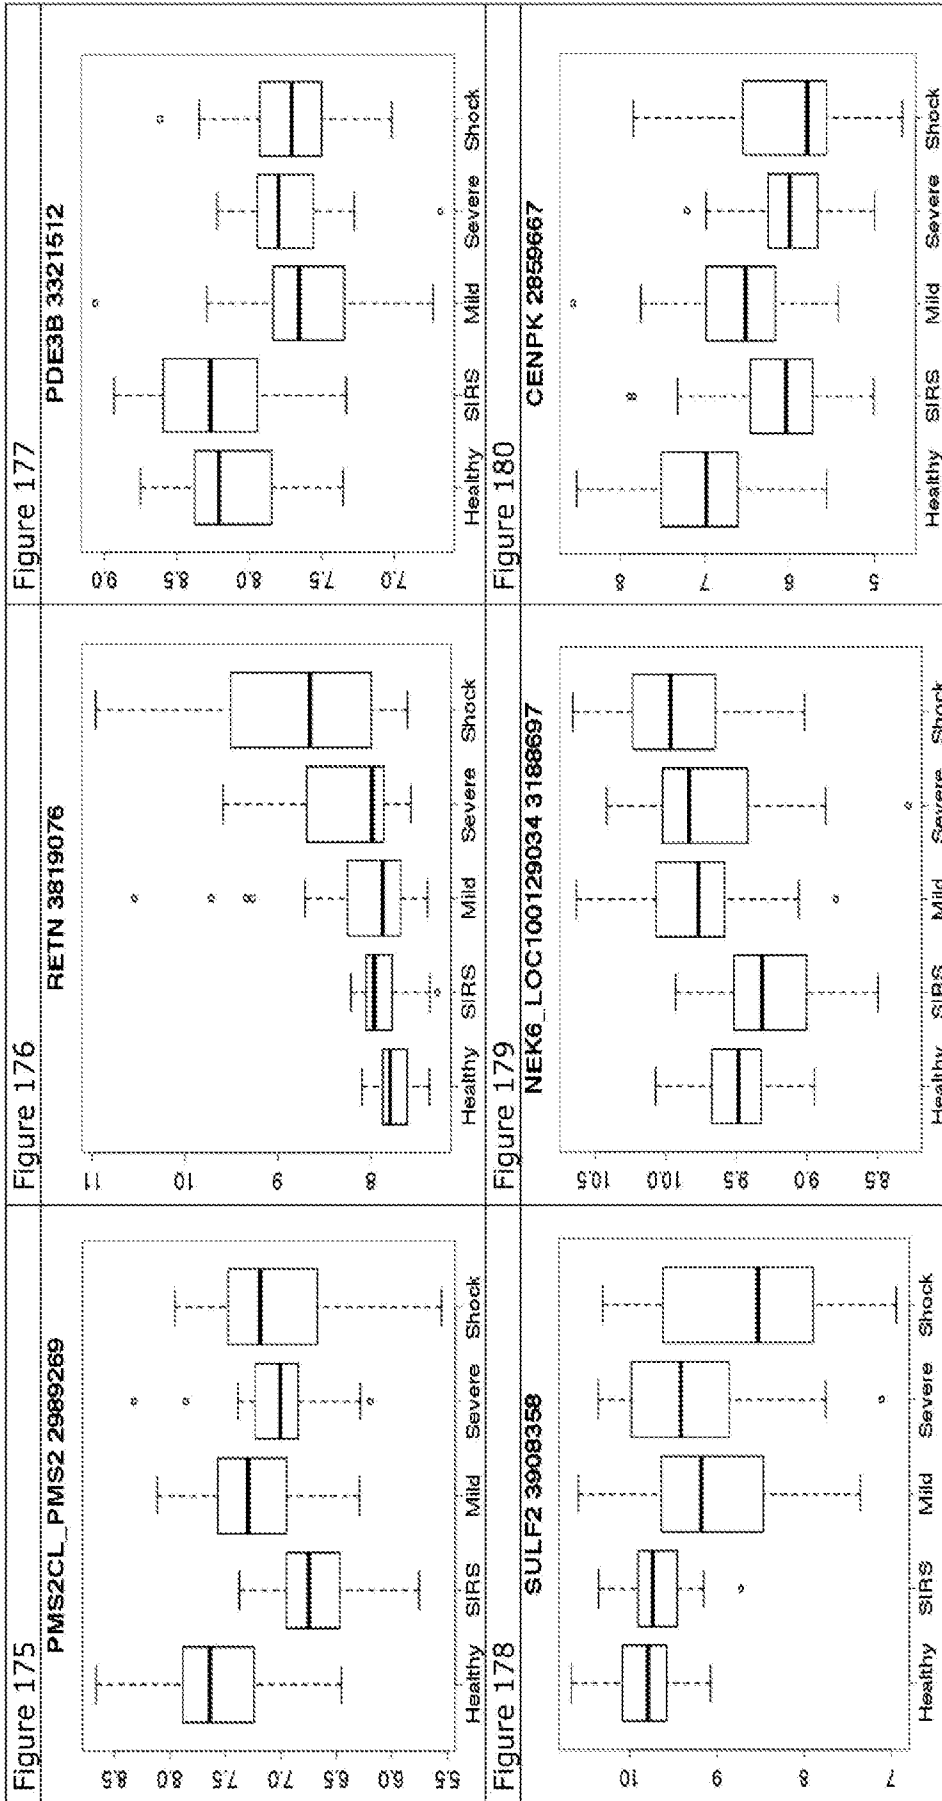 Figure 175
PMS2CL_PMS2 2989269
8.5
8.0
7.5
7.0
6.5
6.0
5.5
Healthy SIRS Mild Severe Shock
Figure 176
RETN 3819076
11
10
9
8
Healthy SIRS Mild Severe Shock
Figure 177
PDE3B 3321512
9.0
8.5
8.0
7.5
7.0
Healthy SIRS Mild Severe Shock
Figure 178
SULF2 3908358
10
9
8
7
Healthy SIRS Mild Severe Shock
Figure 179
NEK6_LOC100129034 3188697
10.5
10.0
9.5
9.0
8.5
Healthy SIRS Mild Severe Shock
Figure 180
CENPK 2859667
8
7
6
5
Healthy SIRS Mild Severe Shock